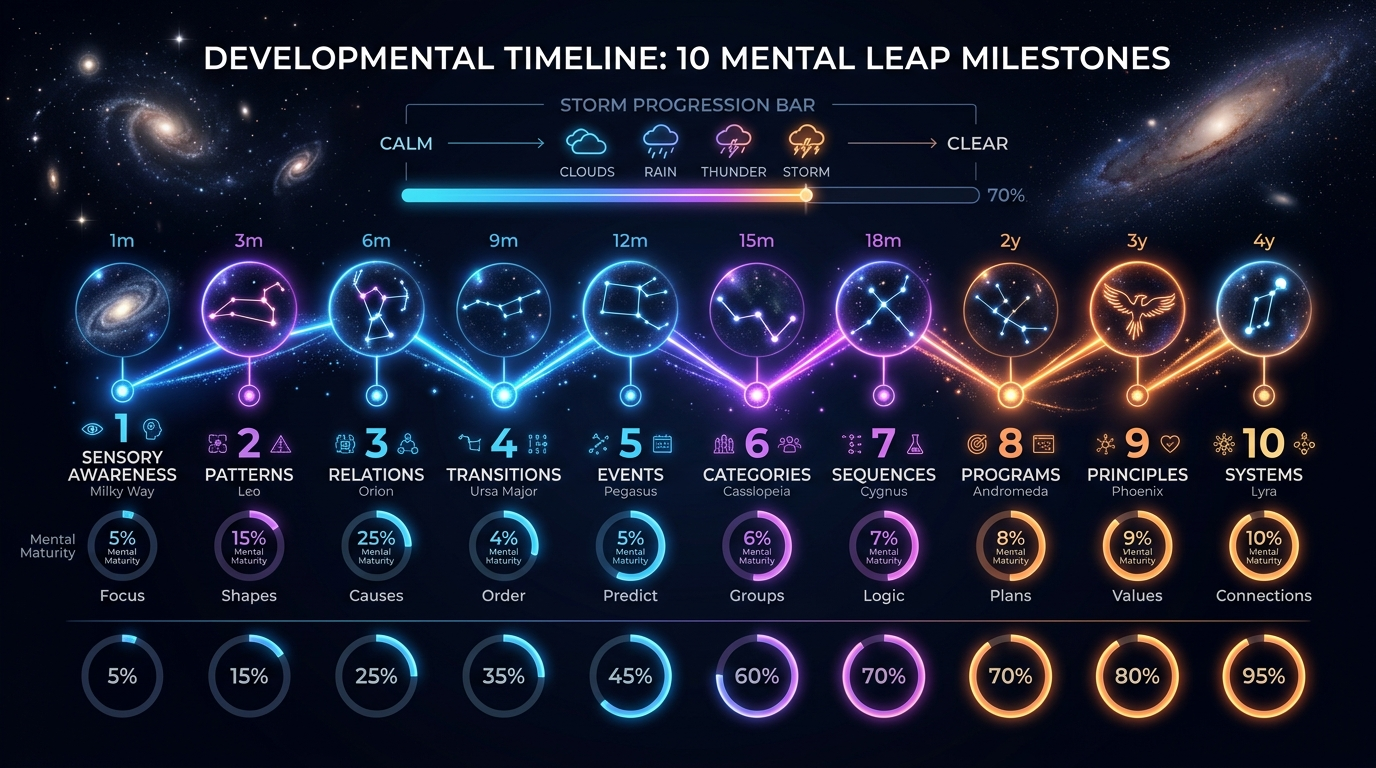 DEVELOPMENTAL TIMELINE: 10 MENTAL LEAP MILESTONES
STORM PROGRESSION BAR
CALM
CLOUDS
RAIN
THUNDER
STORM
CLEAR
70%
1m
3m
6m
9m
12m
15m
18m
2y
3y
4y
1
SENSORY
AWARENESS
Milky Way
2
PATTERNS
Leo
3
RELATIONS
Orion
4
TRANSITIONS
Ursa Major
5
EVENTS
Pegasus
6
CATEGORIES
Cassiopeia
7
SEQUENCES
Cygnus
8
PROGRAMS
Andromeda
9
PRINCIPLES
Phoenix
10
SYSTEMS
Lyra
Mental
Maturity
5%
Mental
Maturity
Focus
15%
Mental
Maturity
Shapes
25%
Mental
Maturity
Causes
4%
Mental
Maturity
Order
5%
Mental
Maturity
Predict
6%
Mental
Maturity
Groups
7%
Mental
Maturity
Logic
8%
Mental
Maturity
Plans
9%
Mental
Maturity
Values
10%
Mental
Maturity
Connections
5%
15%
25%
35%
45%
60%
70%
70%
80%
95%